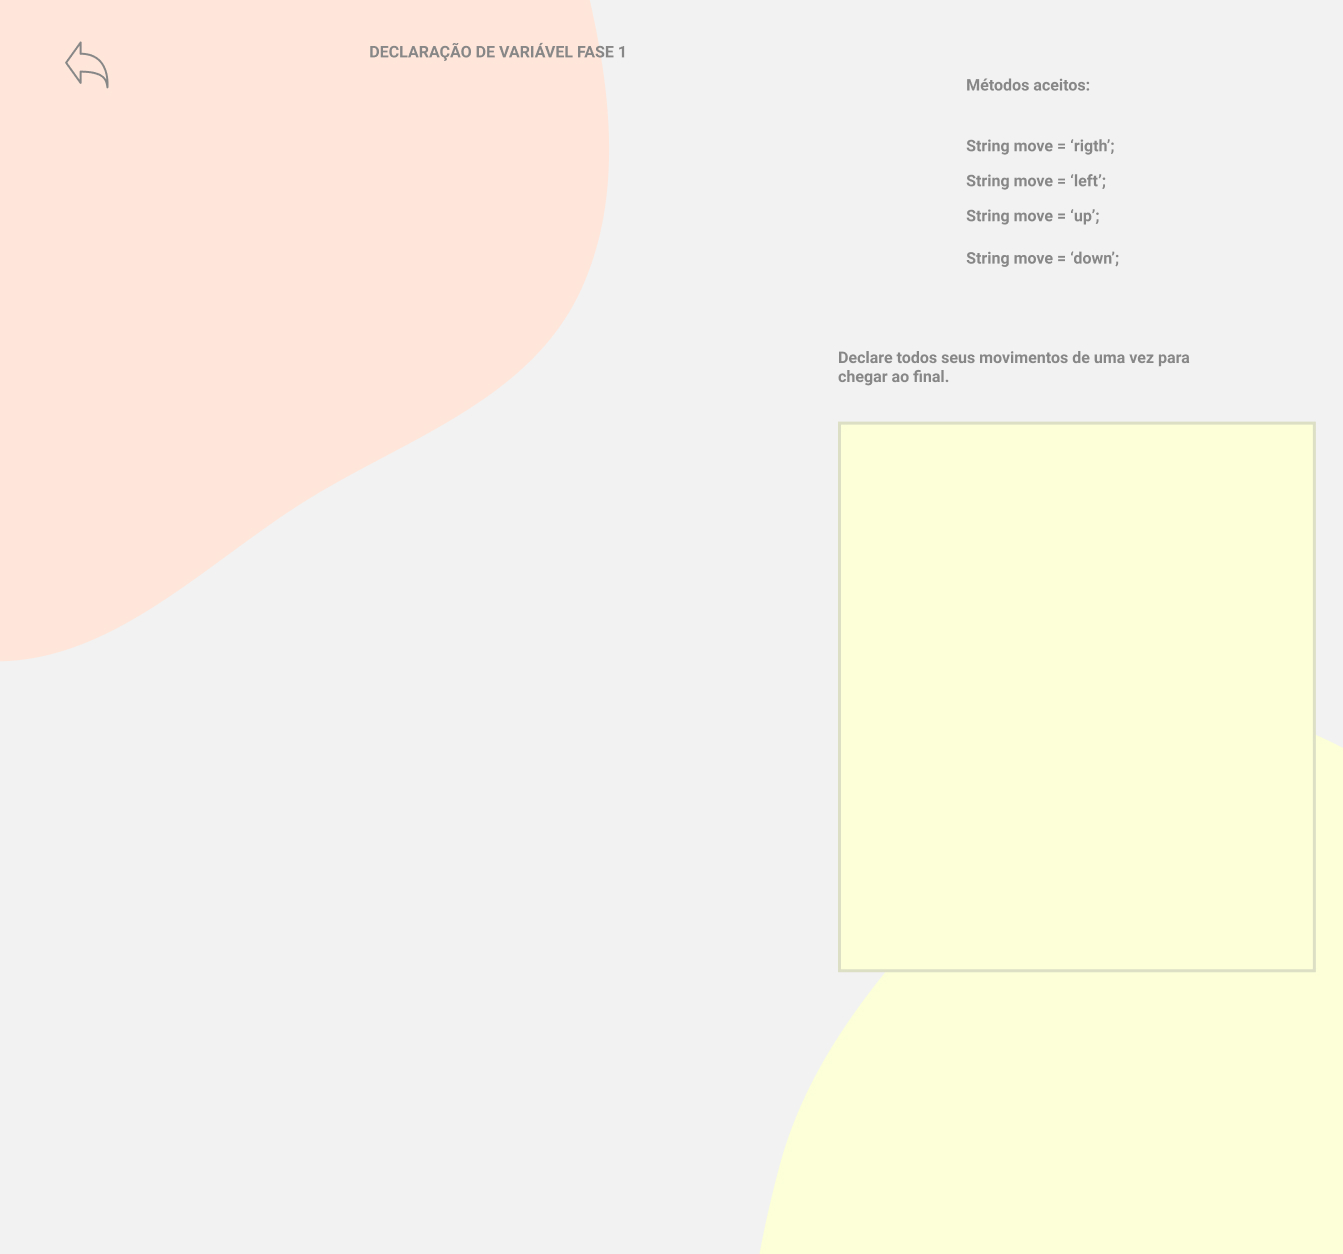 DECLARAÇÃO DE VARIÁVEL FASE 1
Métodos aceitos:
String move = ‘rigth’;
String move = ‘left’;
String move = ‘up’;
String move = ‘down’;
Declare todos seus movimentos de uma vez para
chegar ao final.